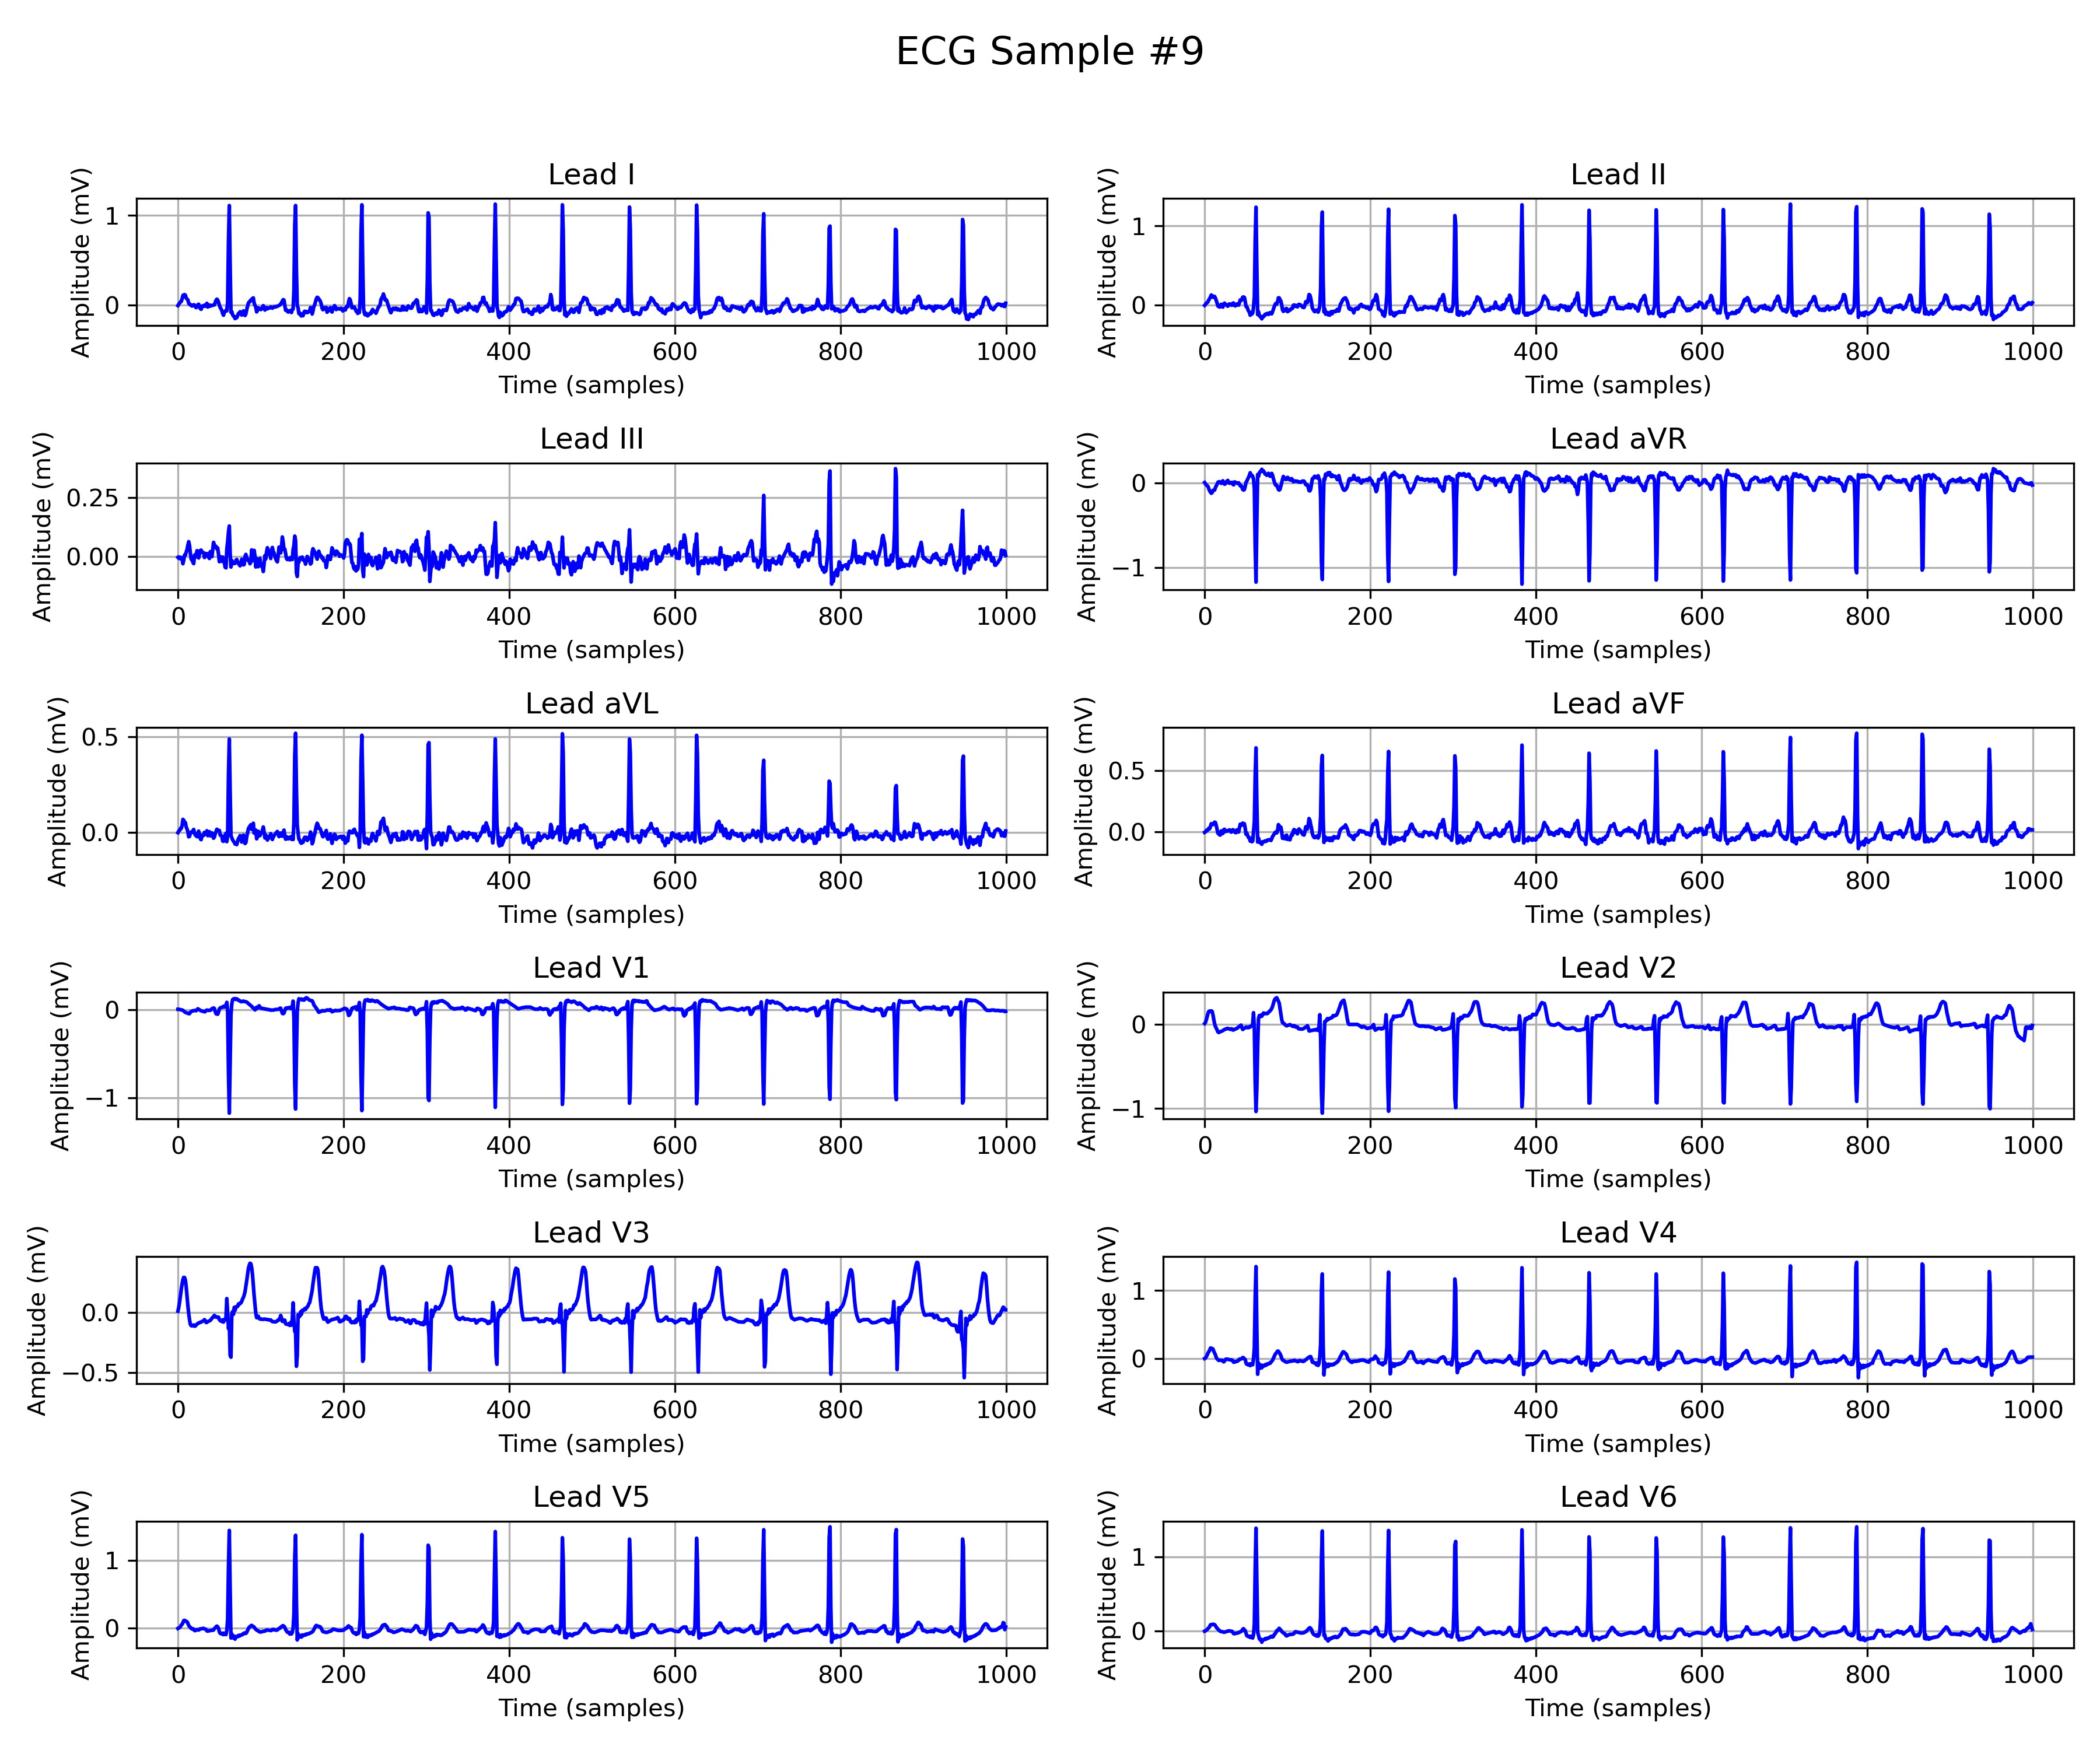 ECG Sample #9
Lead I
Amplitude (mV)
1
0
0 200 400 600 800 1000
Time (samples)
Lead II
Amplitude (mV)
1
0
0 200 400 600 800 1000
Time (samples)
Lead III
Amplitude (mV)
0.25
0.00
0 200 400 600 800 1000
Time (samples)
Lead aVR
Amplitude (mV)
0
−1
0 200 400 600 800 1000
Time (samples)
Lead aVL
Amplitude (mV)
0.5
0.0
0 200 400 600 800 1000
Time (samples)
Lead aVF
Amplitude (mV)
0.5
0.0
0 200 400 600 800 1000
Time (samples)
Lead V1
Amplitude (mV)
0
−1
0 200 400 600 800 1000
Time (samples)
Lead V2
Amplitude (mV)
0
−1
0 200 400 600 800 1000
Time (samples)
Lead V3
Amplitude (mV)
0.0
−0.5
0 200 400 600 800 1000
Time (samples)
Lead V4
Amplitude (mV)
1
0
0 200 400 600 800 1000
Time (samples)
Lead V5
Amplitude (mV)
1
0
0 200 400 600 800 1000
Time (samples)
Lead V6
Amplitude (mV)
1
0
0 200 400 600 800 1000
Time (samples)